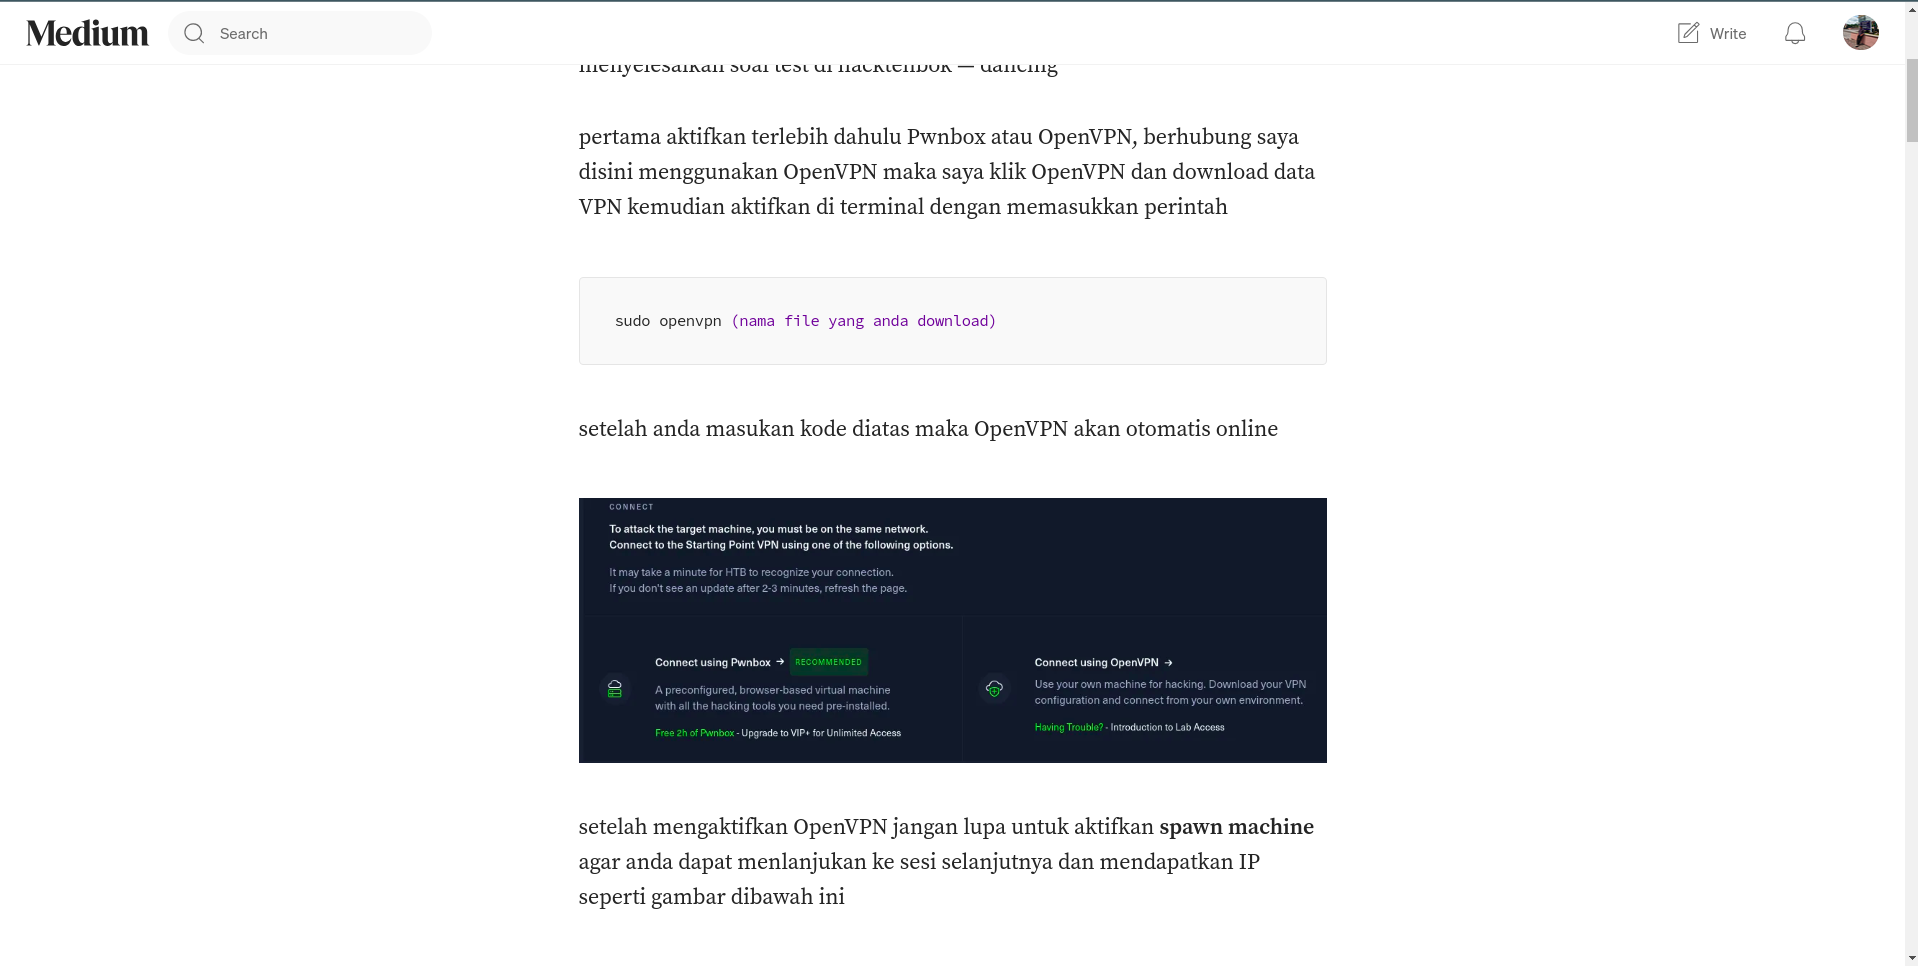 Medium
Search
Write
menyelesaikan soal test di hackthebok — dancing
pertama aktifkan terlebih dahulu Pwnbox atau OpenVPN, berhubung saya
disini menggunakan OpenVPN maka saya klik OpenVPN dan download data
VPN kemudian aktifkan di terminal dengan memasukkan perintah
sudo openvpn (nama file yang anda download)
setelah anda masukan kode diatas maka OpenVPN akan otomatis online
CONNECT
To attack the target machine, you must be on the same network.
Connect to the Starting Point VPN using one of the following options.
It may take a minute for HTB to recognize your connection.
If you don't see an update after 2-3 minutes, refresh the page.
Connect using Pwnbox → RECOMMENDED
A preconfigured, browser-based virtual machine
with all the hacking tools you need pre-installed.
Free 2h of Pwnbox - Upgrade to VIP+ for Unlimited Access
Connect using OpenVPN →
Use your own machine for hacking. Download your VPN
configuration and connect from your own environment.
Having Trouble? - Introduction to Lab Access
setelah mengaktifkan OpenVPN jangan lupa untuk aktifkan spawn machine
agar anda dapat menlanjukan ke sesi selanjutnya dan mendapatkan IP
seperti gambar dibawah ini